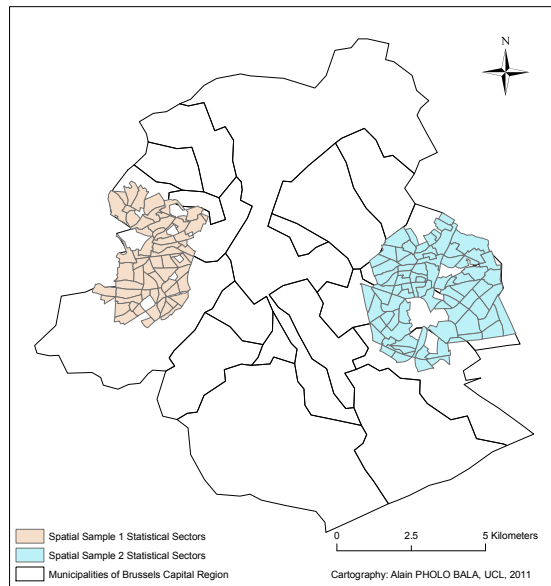 N
0 2.5 5 Kilometers
Spatial Sample 1 Statistical Sectors
Spatial Sample 2 Statistical Sectors
Municipalities of Brussels Capital Region
Cartography: Alain PHOLO BALA, UCL, 2011